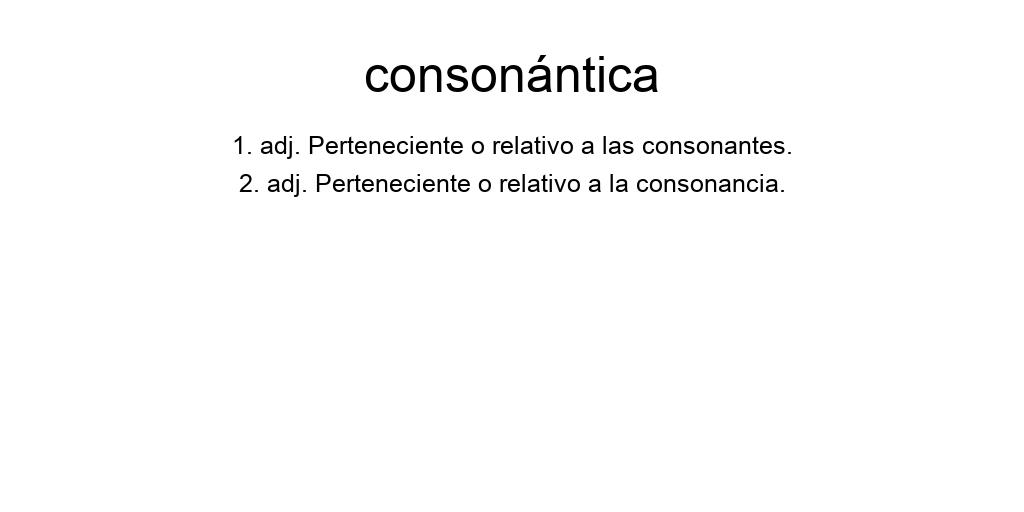 consonántica
1. adj. Perteneciente o relativo a las consonantes.
2. adj. Perteneciente o relativo a la consonancia.